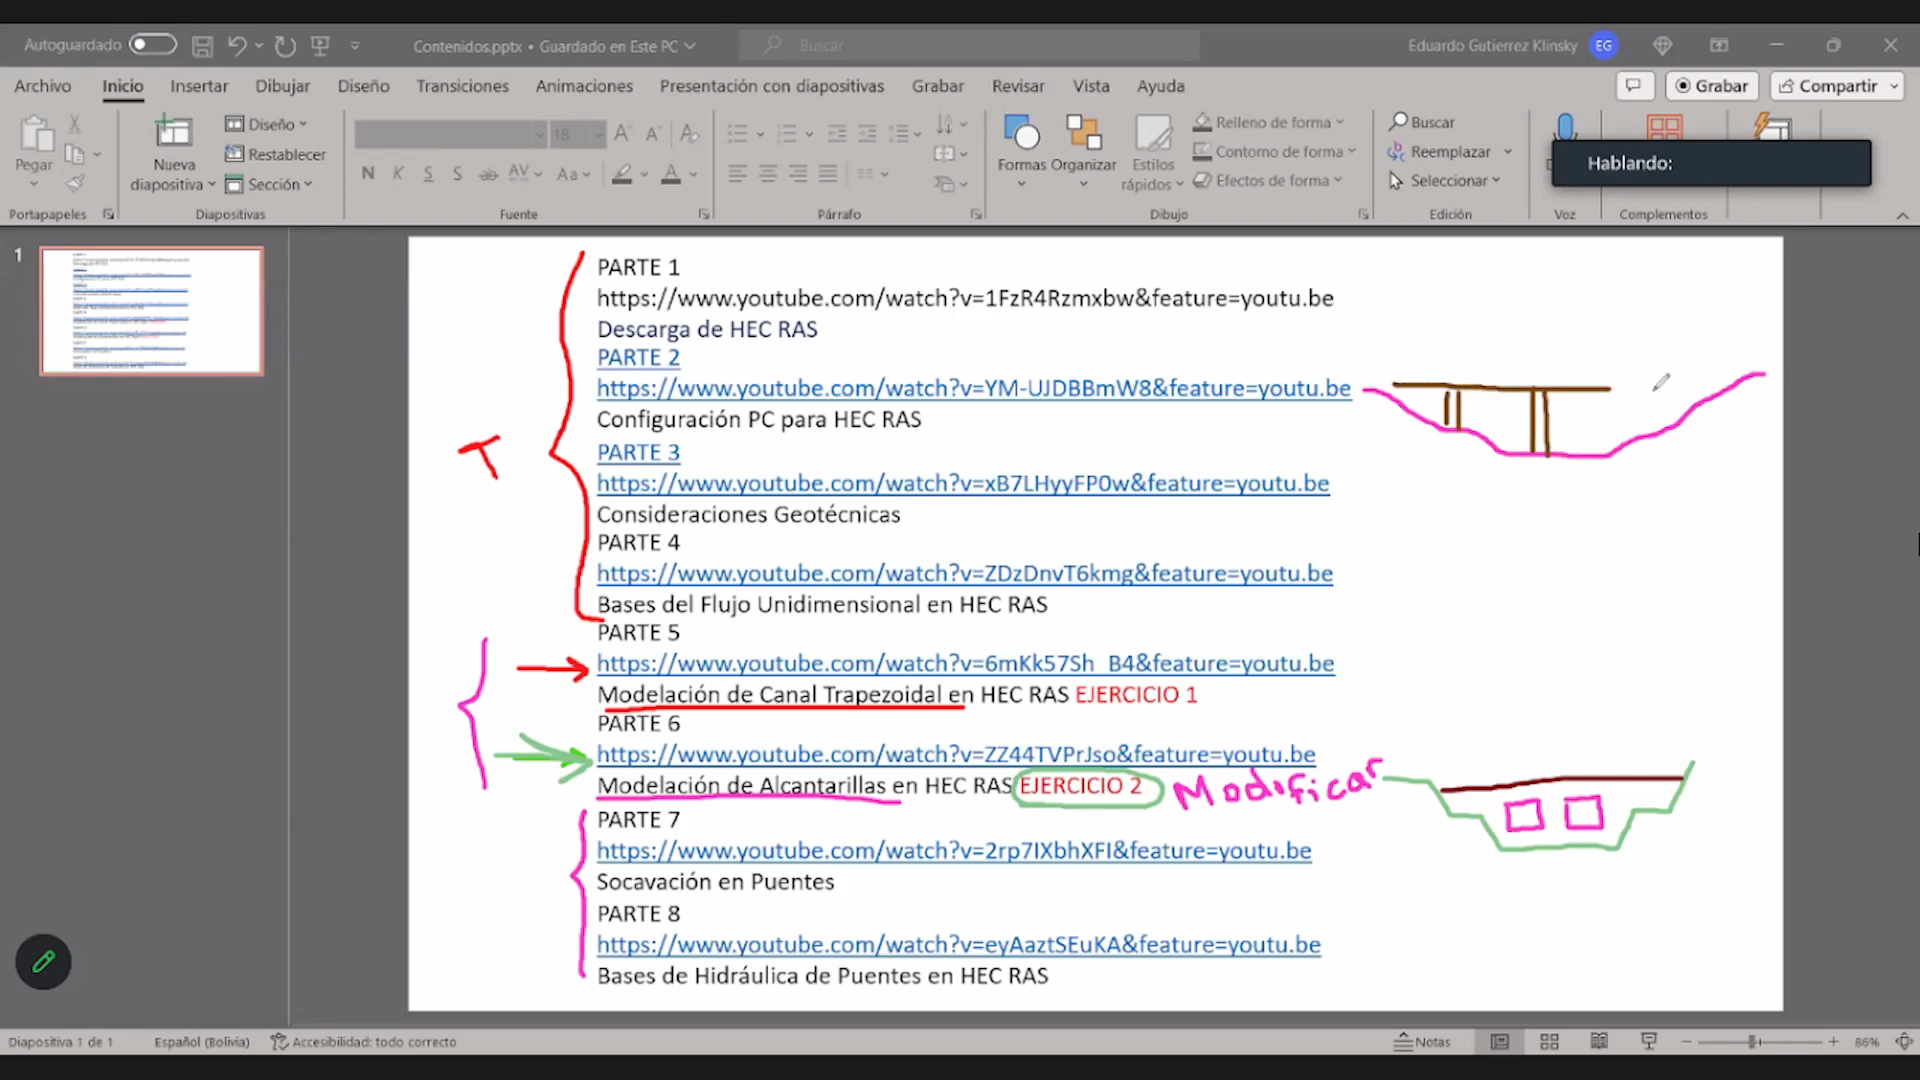 Autoguardado
Contenidos.pptx • Guardado en Este PC
Buscar
Eduardo Gutierrez Klinsky
EG
Archivo Inicio Insertar Dibujar Diseño Transiciones Animaciones Presentación con diapositivas Grabar Revisar Vista Ayuda
Grabar
Compartir
Pegar
Portapapeles
Nueva diapositiva
Diseño
Restablecer
Sección
Diapositivas
18
N K S S ab AV Aa A
Fuente
Párrafo
Formas
Organizar
Estilos rápidos
Relleno de forma
Contorno de forma
Efectos de forma
Dibujo
Buscar
Reemplazar
Seleccionar
Edición
Voz
Complementos
Hablando:
1
PARTE 1
https://www.youtube.com/watch?v=1FzR4Rzmxbw&feature=youtu.be
Descarga de HEC RAS
PARTE 2
https://www.youtube.com/watch?v=YM-UJDBBmW8&feature=youtu.be
Configuración PC para HEC RAS
PARTE 3
https://www.youtube.com/watch?v=xB7LHyyFP0w&feature=youtu.be
Consideraciones Geotécnicas
PARTE 4
https://www.youtube.com/watch?v=ZDzDnvT6kmg&feature=youtu.be
Bases del Flujo Unidimensional en HEC RAS
T
PARTE 5
https://www.youtube.com/watch?v=6mKk57Sh_B4&feature=youtu.be
Modelación de Canal Trapezoidal en HEC RAS EJERCICIO 1
PARTE 6
https://www.youtube.com/watch?v=ZZ44TVPrJso&feature=youtu.be
Modelación de Alcantarillas en HEC RAS EJERCICIO 2 Modificar
PARTE 7
https://www.youtube.com/watch?v=2rp7IXbhXFI&feature=youtu.be
Socavación en Puentes
PARTE 8
https://www.youtube.com/watch?v=eyAaztSEuKA&feature=youtu.be
Bases de Hidráulica de Puentes en HEC RAS
Diapositiva 1 de 1
Español (Bolivia)
Accesibilidad: todo correcto
Notas
86%